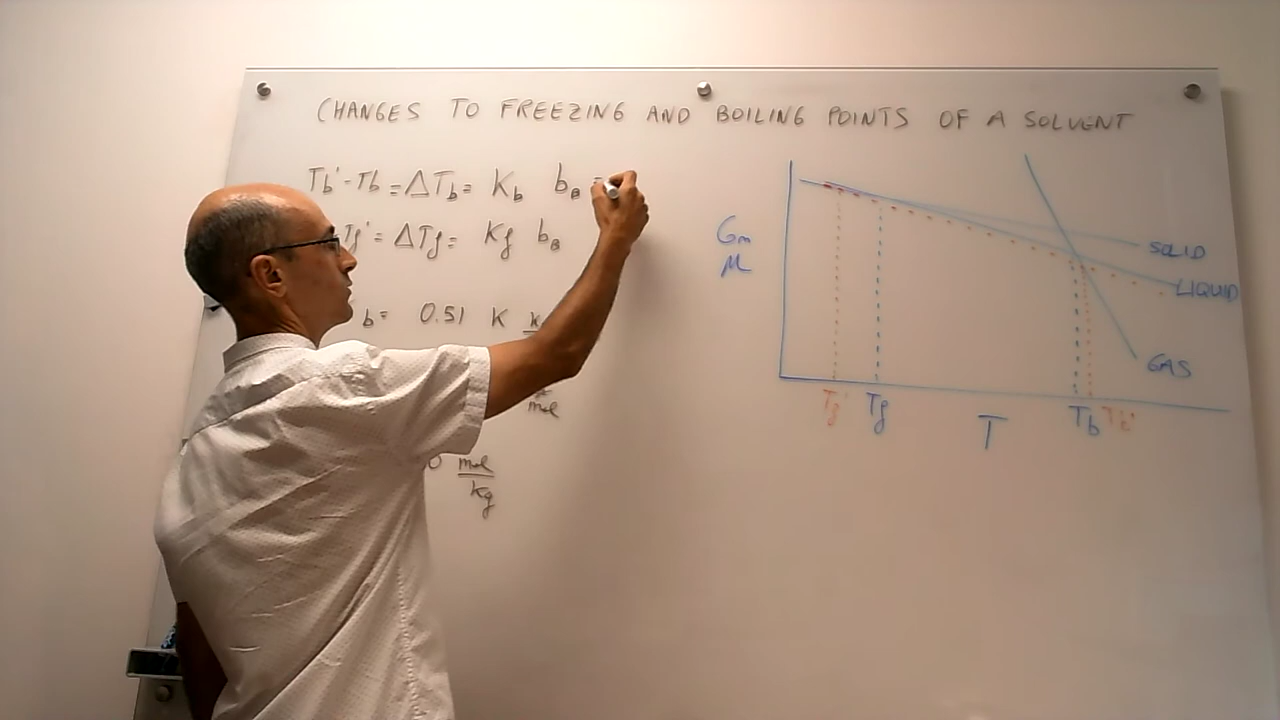 CHANGES TO FREEZING AND BOILING POINTS OF A SOLVENT
Tb' - Tb = ΔTb = Kb bB =
Tf' = ΔTf = Kf bB
b = 0.51 K
mol
0 mol/kg
Gm
μ
SOLID
LIQUID
GAS
Tf' Tf T Tb Tb'